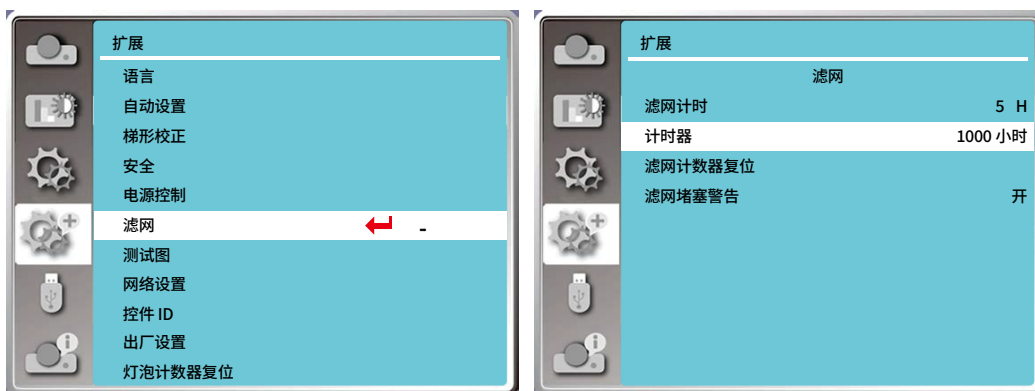 扩展
语言
自动设置
梯形校正
安全
电源控制
滤网 -
测试图
网络设置
控件 ID
出厂设置
灯泡计数器复位
扩展
滤网
滤网计时 5 H
计时器 1000 小时
滤网计数器复位
滤网堵塞警告 开